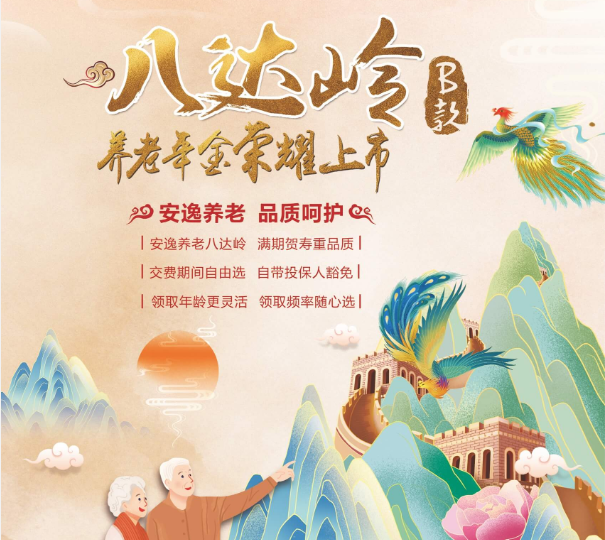 八达岭
B款
养老年金荣耀上市
安逸养老 品质呵护
安逸养老八达岭 满期贺寿重品质
交费期间自由选 自带投保人豁免
领取年龄更灵活 领取频率随心选